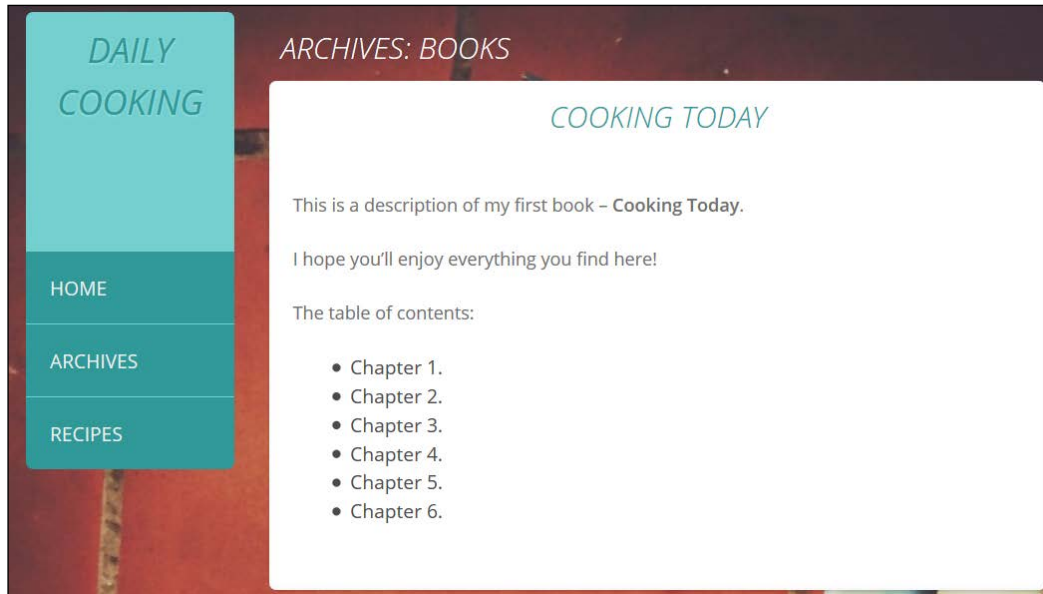 DAILY
COOKING
HOME
ARCHIVES
RECIPES
ARCHIVES: BOOKS
COOKING TODAY
This is a description of my first book – Cooking Today.
I hope you’ll enjoy everything you find here!
The table of contents:
• Chapter 1.
• Chapter 2.
• Chapter 3.
• Chapter 4.
• Chapter 5.
• Chapter 6.